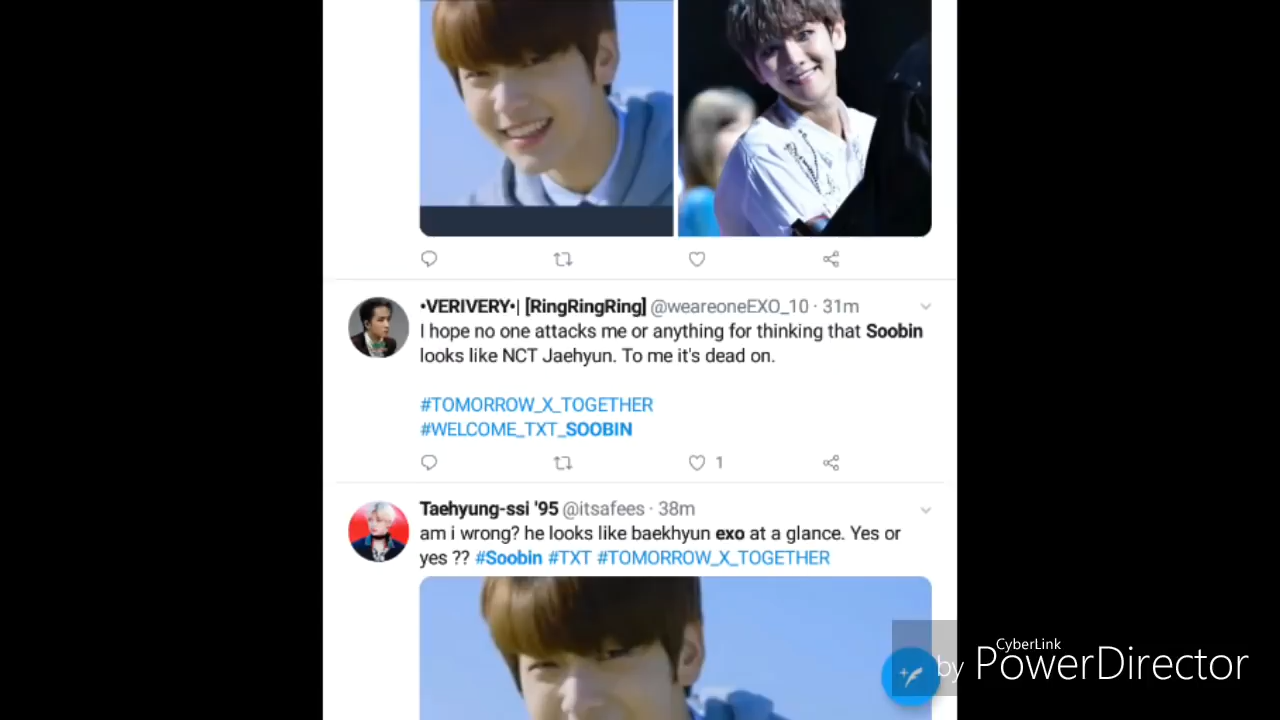 •VERIVERY•| [RingRingRing] @weareoneEXO_10 · 31m
I hope no one attacks me or anything for thinking that Soobin
looks like NCT Jaehyun. To me it's dead on.
#TOMORROW_X_TOGETHER
#WELCOME_TXT_SOOBIN
1
Taehyung-ssi '95 @itsafees · 38m
am i wrong? he looks like baekhyun exo at a glance. Yes or
yes ?? #Soobin #TXT #TOMORROW_X_TOGETHER
CyberLink
by PowerDirector